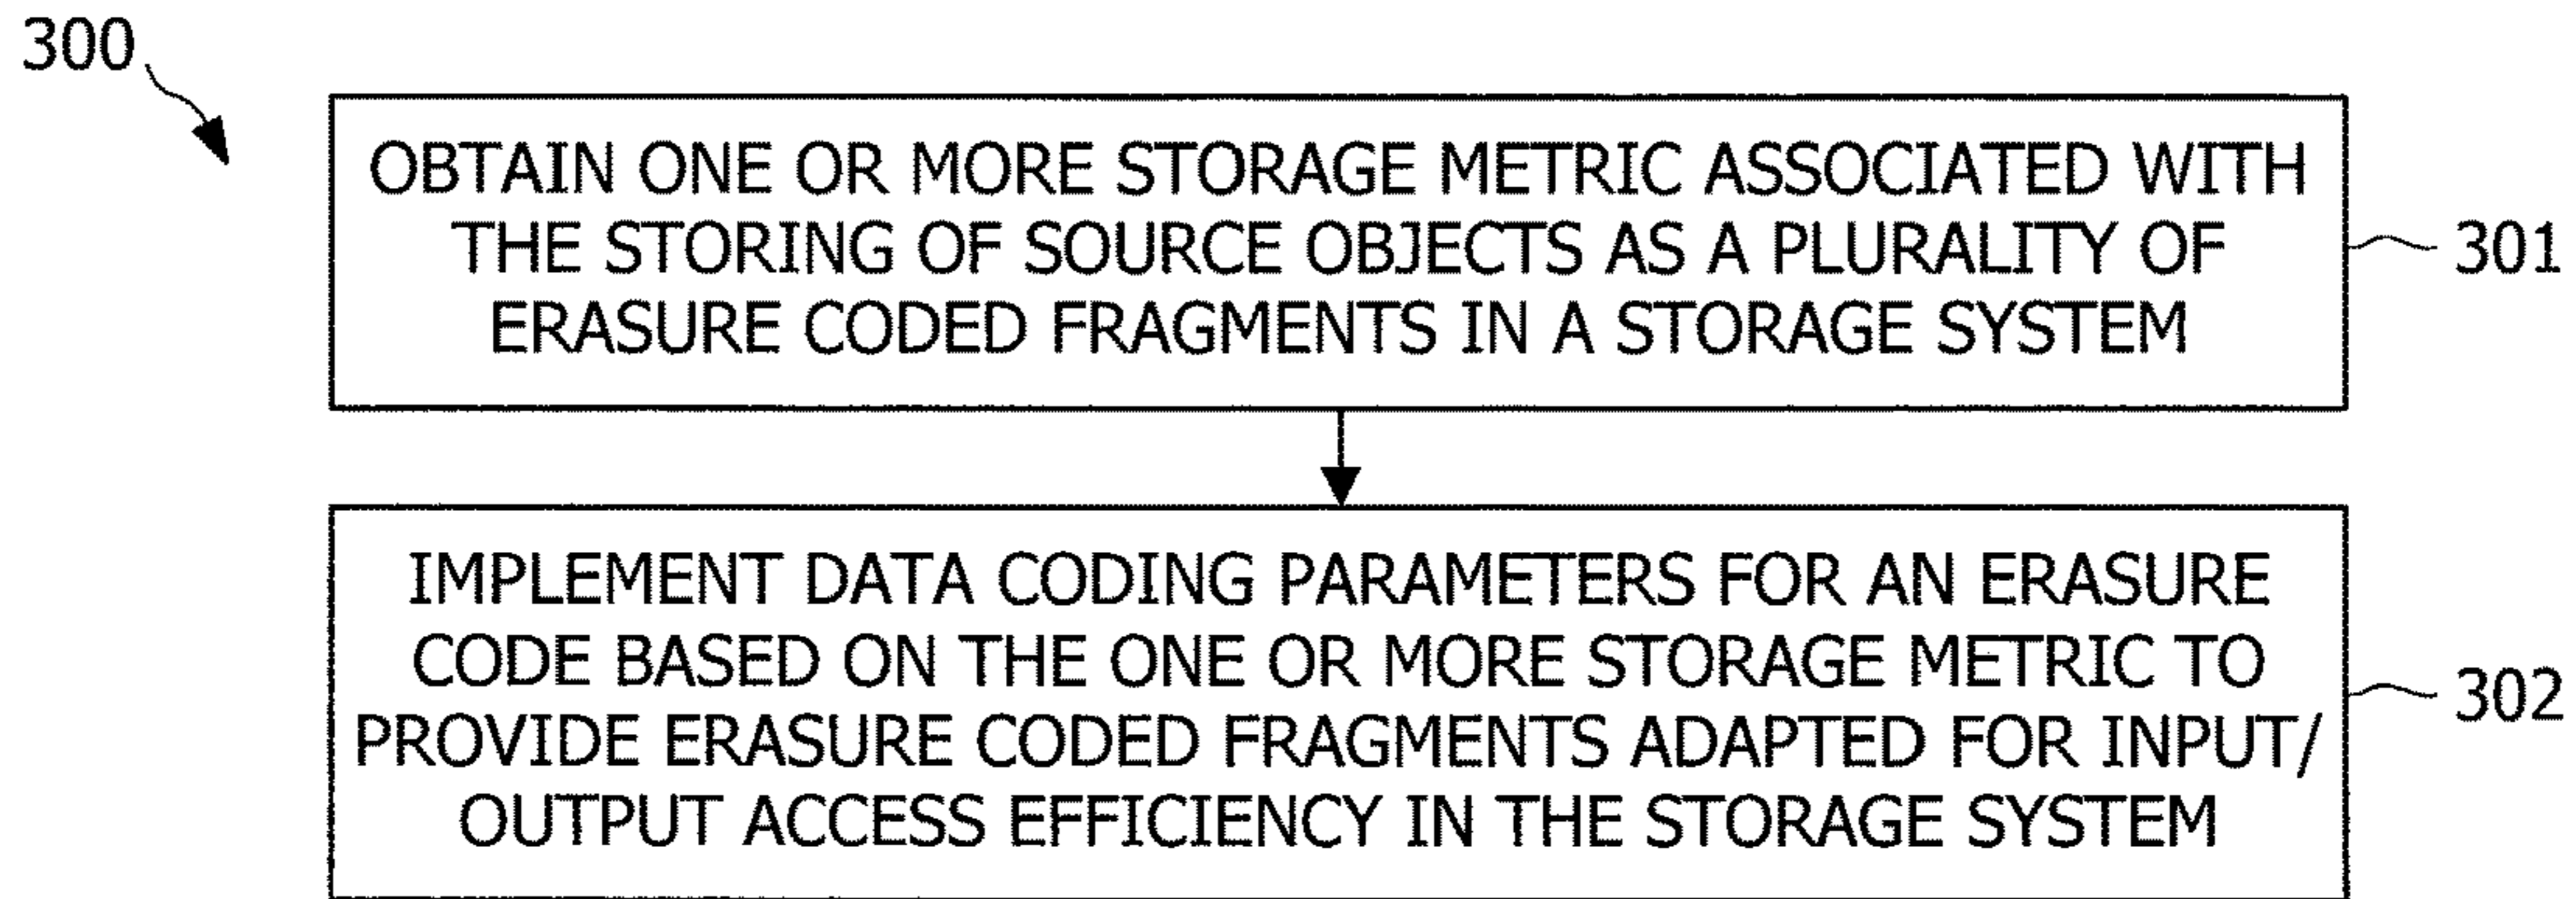 300
OBTAIN ONE OR MORE STORAGE METRIC ASSOCIATED WITH
THE STORING OF SOURCE OBJECTS AS A PLURALITY OF
ERASURE CODED FRAGMENTS IN A STORAGE SYSTEM
301
IMPLEMENT DATA CODING PARAMETERS FOR AN ERASURE
CODE BASED ON THE ONE OR MORE STORAGE METRIC TO
PROVIDE ERASURE CODED FRAGMENTS ADAPTED FOR INPUT/
OUTPUT ACCESS EFFICIENCY IN THE STORAGE SYSTEM
302